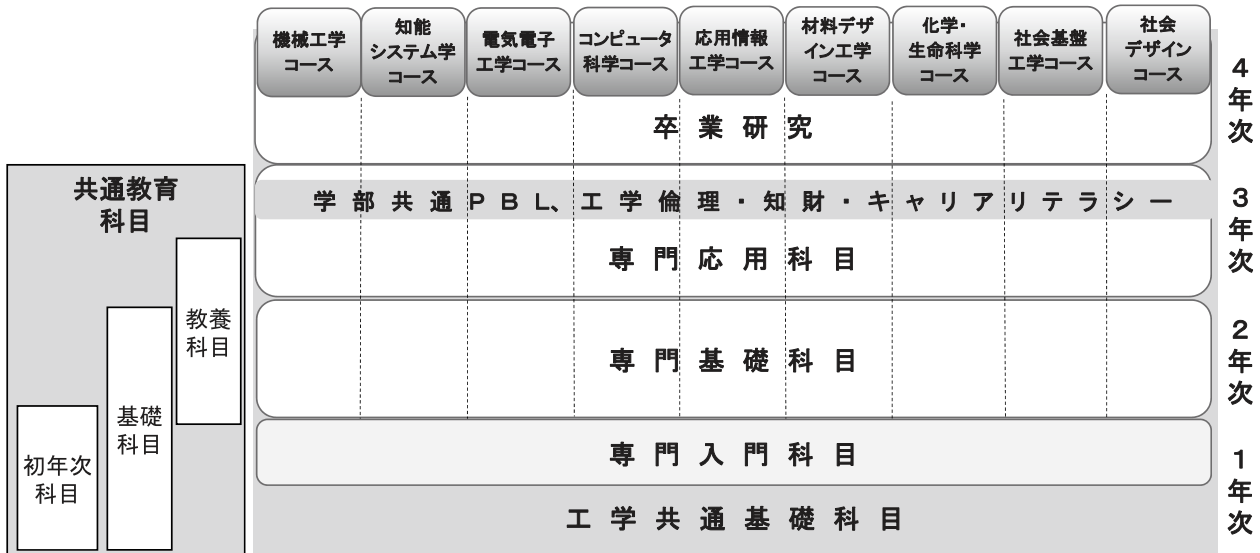 機械工学
コース
知能
システム学
コース
電気電子
工学コース
コンピュータ
科学コース
応用情報
工学コース
材料デザ
イン工学
コース
化学・
生命科学
コース
社会基盤
工学コース
社会
デザイン
コース
4年次
卒業研究
共通教育
科目
学部共通PBL、工学倫理・知財・キャリアリテラシー
3年次
専門応用科目
教養
科目
専門基礎科目
2年次
基礎
科目
専門入門科目
初年次
科目
1年次
工学共通基礎科目